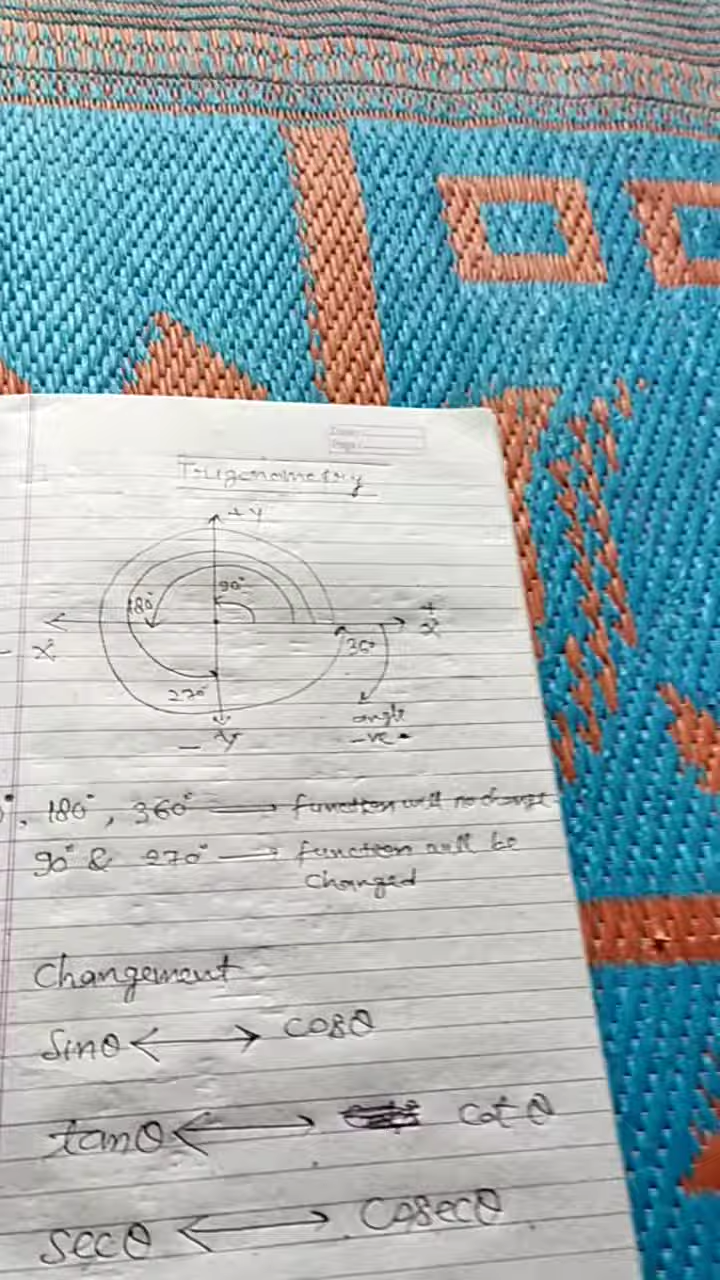 Trigonometry
+y
90°
180°
+
x
- x
360
270°
angle
-ve
- y
°, 180°, 360° → function will no change
90° & 270° → function will be
changed
Changement
Sinθ ↔ cosθ
tanθ ↔ cot θ
secθ ↔ cosecθ